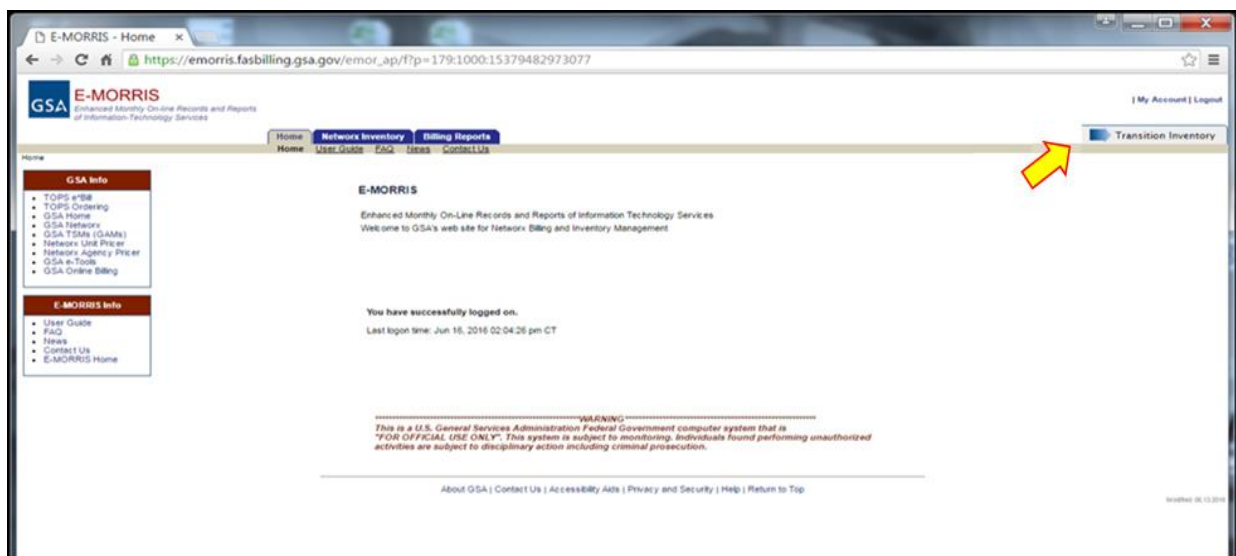 E-MORRIS - Home ×
https://emorris.fasbilling.gsa.gov/emor_ap/f?p=179:1000:15379482973077
GSA
E-MORRIS
Enhanced Monthly On-Line Records and Reports
of Information-Technology Services
| My Account | Logout
Home Networx Inventory Billing Reports
Transition Inventory
Home User Guide FAQ News Contact Us
Home
GSA Info
TOPS e*Bill
TOPS Ordering
GSA Home
GSA Networx
GSA TSMs (GAMs)
Networx Unit Pricer
Networx Agency Pricer
GSA e-Tools
GSA Online Billing
E-MORRIS
Enhanced Monthly On-Line Records and Reports of Information Technology Services
Welcome to GSA's web site for Networx Billing and Inventory Management
E-MORRIS Info
User Guide
FAQ
News
Contact Us
E-MORRIS Home
You have successfully logged on.
Last logon time: Jun 16, 2016 02:04:26 pm CT
WARNING
This is a U.S. General Services Administration Federal Government computer system that is
"FOR OFFICIAL USE ONLY". This system is subject to monitoring. Individuals found performing unauthorized
activities are subject to disciplinary action including criminal prosecution.
About GSA | Contact Us | Accessibility Aids | Privacy and Security | Help | Return to Top